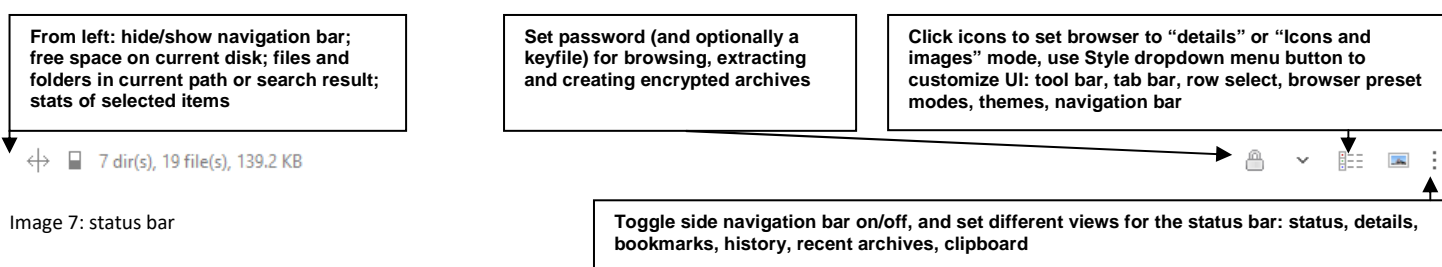 From left: hide/show navigation bar;
free space on current disk; files and
folders in current path or search result;
stats of selected items
Set password (and optionally a
keyfile) for browsing, extracting
and creating encrypted archives
Click icons to set browser to “details” or “Icons and
images” mode, use Style dropdown menu button to
customize UI: tool bar, tab bar, row select, browser preset
modes, themes, navigation bar
7 dir(s), 19 file(s), 139.2 KB
Image 7: status bar
Toggle side navigation bar on/off, and set different views for the status bar: status, details,
bookmarks, history, recent archives, clipboard